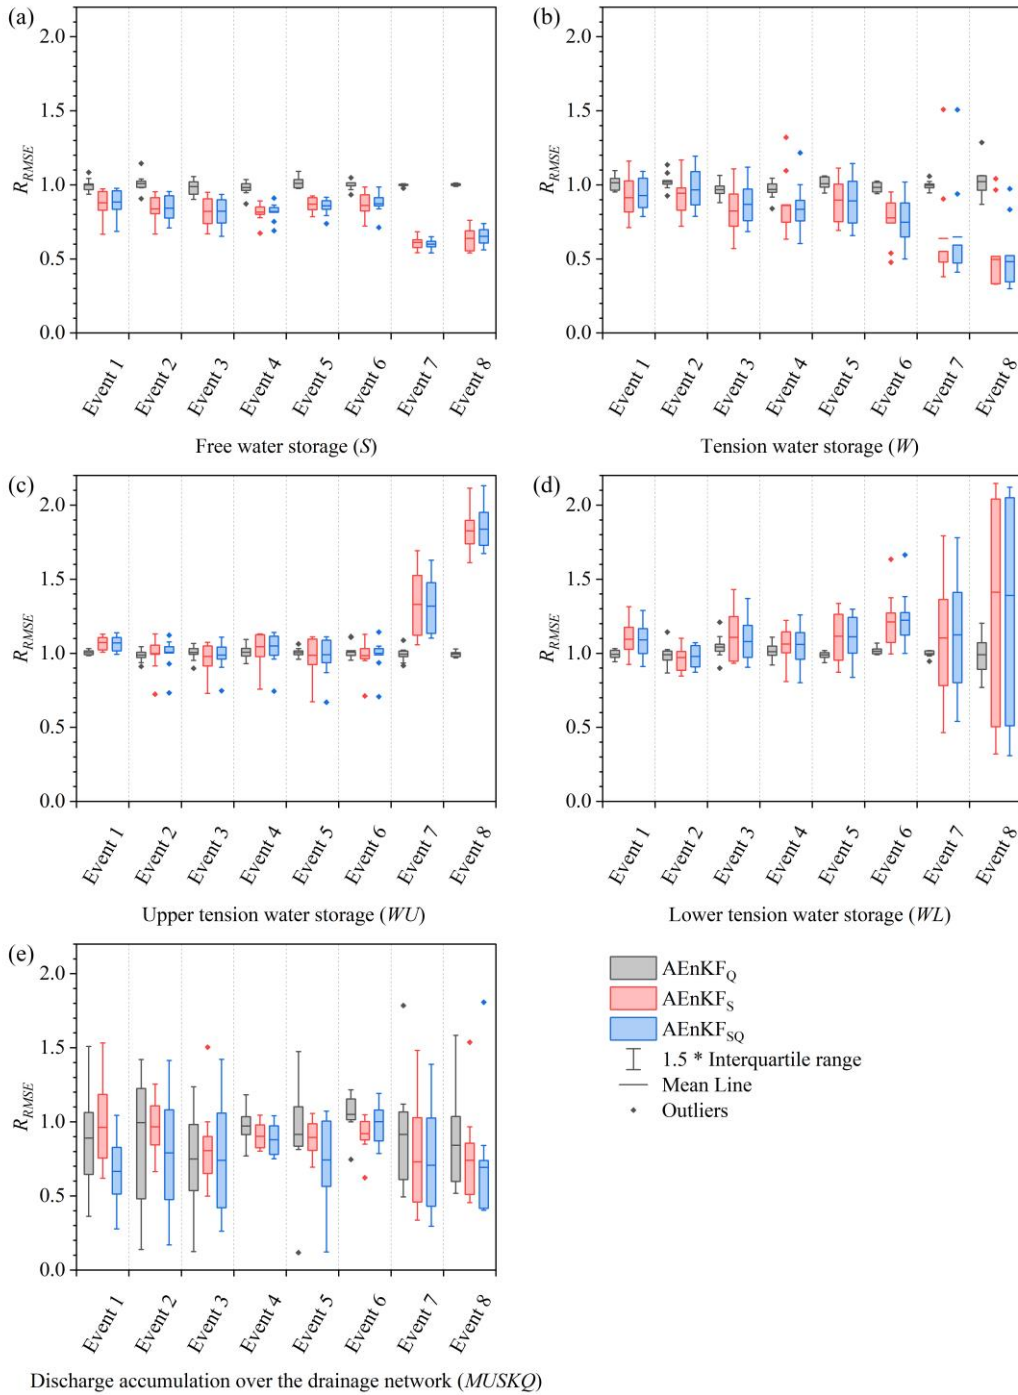 (a)
2.0
1.5
1.0
0.5
0.0
R_RMSE
Event 1
Event 2
Event 3
Event 4
Event 5
Event 6
Event 7
Event 8
Free water storage (S)
(b)
2.0
1.5
1.0
0.5
0.0
R_RMSE
Event 1
Event 2
Event 3
Event 4
Event 5
Event 6
Event 7
Event 8
Tension water storage (W)
(c)
2.0
1.5
1.0
0.5
0.0
R_RMSE
Event 1
Event 2
Event 3
Event 4
Event 5
Event 6
Event 7
Event 8
Upper tension water storage (WU)
(d)
2.0
1.5
1.0
0.5
0.0
R_RMSE
Event 1
Event 2
Event 3
Event 4
Event 5
Event 6
Event 7
Event 8
Lower tension water storage (WL)
(e)
2.0
1.5
1.0
0.5
0.0
R_RMSE
Event 1
Event 2
Event 3
Event 4
Event 5
Event 6
Event 7
Event 8
Discharge accumulation over the drainage network (MUSKQ)
AEnKF_Q
AEnKF_S
AEnKF_SQ
1.5 * Interquartile range
Mean Line
Outliers